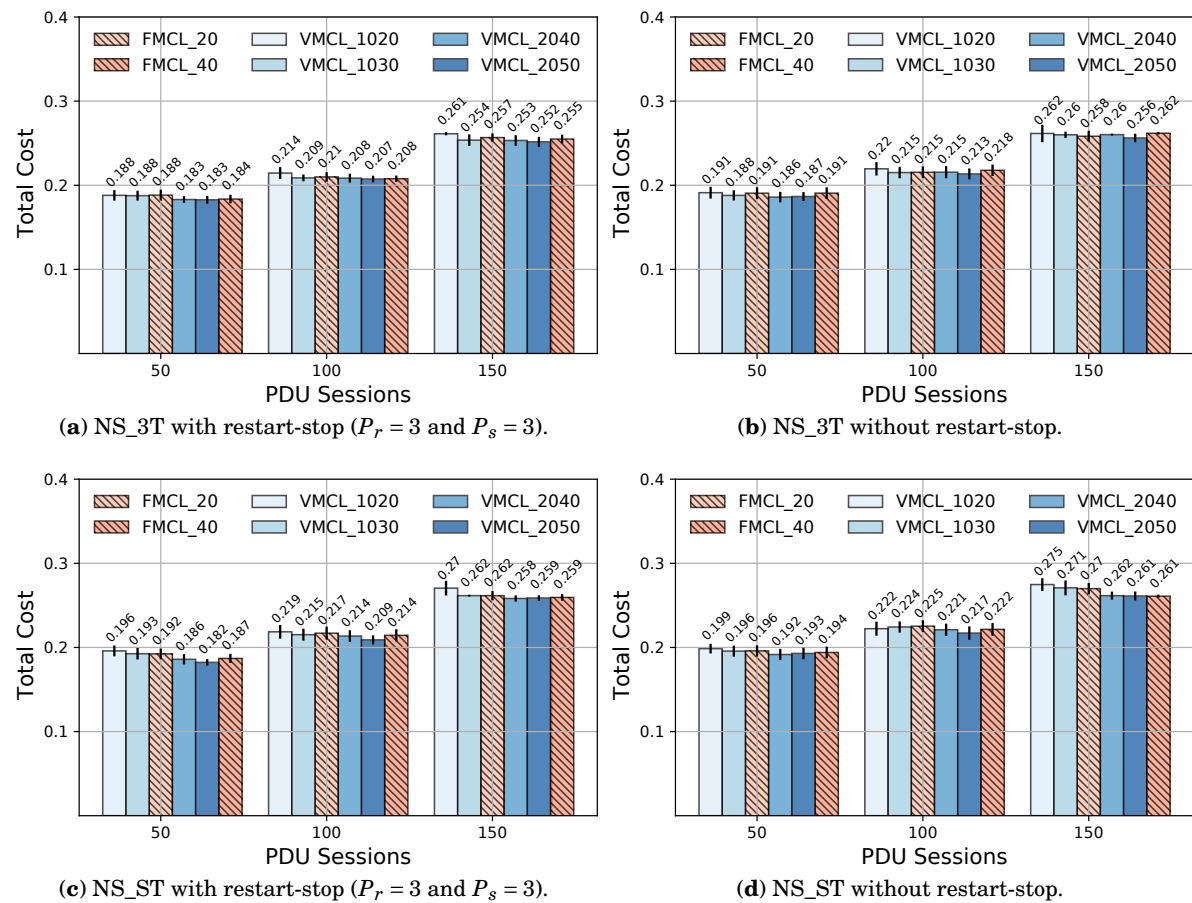 0.4
FMCL_20 VMCL_1020 VMCL_2040
FMCL_40 VMCL_1030 VMCL_2050
0.3
0.2
0.1
Total Cost
0.188 0.188 0.188 0.183 0.183 0.184
0.214 0.209 0.21 0.208 0.207 0.208
0.261 0.254 0.257 0.253 0.252 0.255
50 100 150
PDU Sessions
(a) NS_3T with restart-stop (Pr = 3 and Ps = 3).
0.4
FMCL_20 VMCL_1020 VMCL_2040
FMCL_40 VMCL_1030 VMCL_2050
0.3
0.2
0.1
Total Cost
0.191 0.188 0.191 0.186 0.187 0.191
0.22 0.215 0.215 0.215 0.213 0.218
0.262 0.26 0.258 0.26 0.256 0.262
50 100 150
PDU Sessions
(b) NS_3T without restart-stop.
0.4
FMCL_20 VMCL_1020 VMCL_2040
FMCL_40 VMCL_1030 VMCL_2050
0.3
0.2
0.1
Total Cost
0.196 0.193 0.192 0.186 0.182 0.187
0.219 0.215 0.217 0.214 0.209 0.214
0.27 0.262 0.262 0.258 0.259 0.259
50 100 150
PDU Sessions
(c) NS_ST with restart-stop (Pr = 3 and Ps = 3).
0.4
FMCL_20 VMCL_1020 VMCL_2040
FMCL_40 VMCL_1030 VMCL_2050
0.3
0.2
0.1
Total Cost
0.199 0.196 0.196 0.192 0.193 0.194
0.222 0.224 0.225 0.221 0.217 0.222
0.275 0.271 0.27 0.262 0.261 0.261
50 100 150
PDU Sessions
(d) NS_ST without restart-stop.